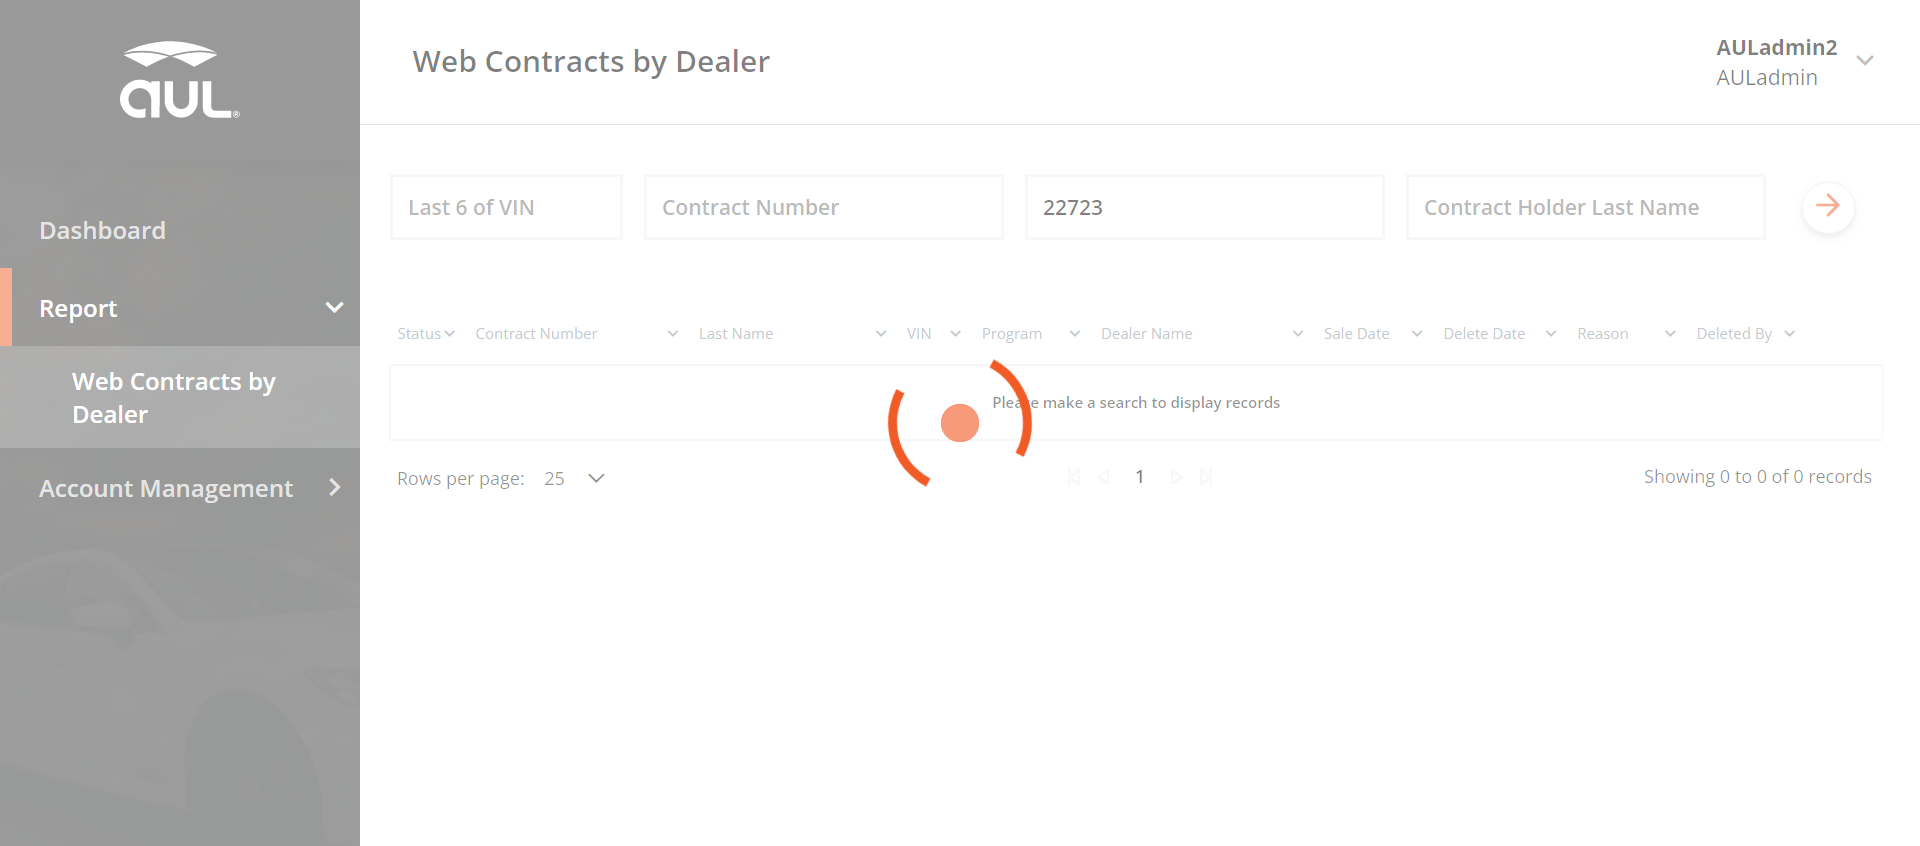 aUL®
Dashboard
Report
Web Contracts by
Dealer
Account Management
Web Contracts by Dealer
AULadmin2
AULadmin
Last 6 of VIN
Contract Number
22723
Contract Holder Last Name
Status Contract Number Last Name VIN Program Dealer Name Sale Date Delete Date Reason Deleted By
Please make a search to display records
Rows per page: 25
1
Showing 0 to 0 of 0 records